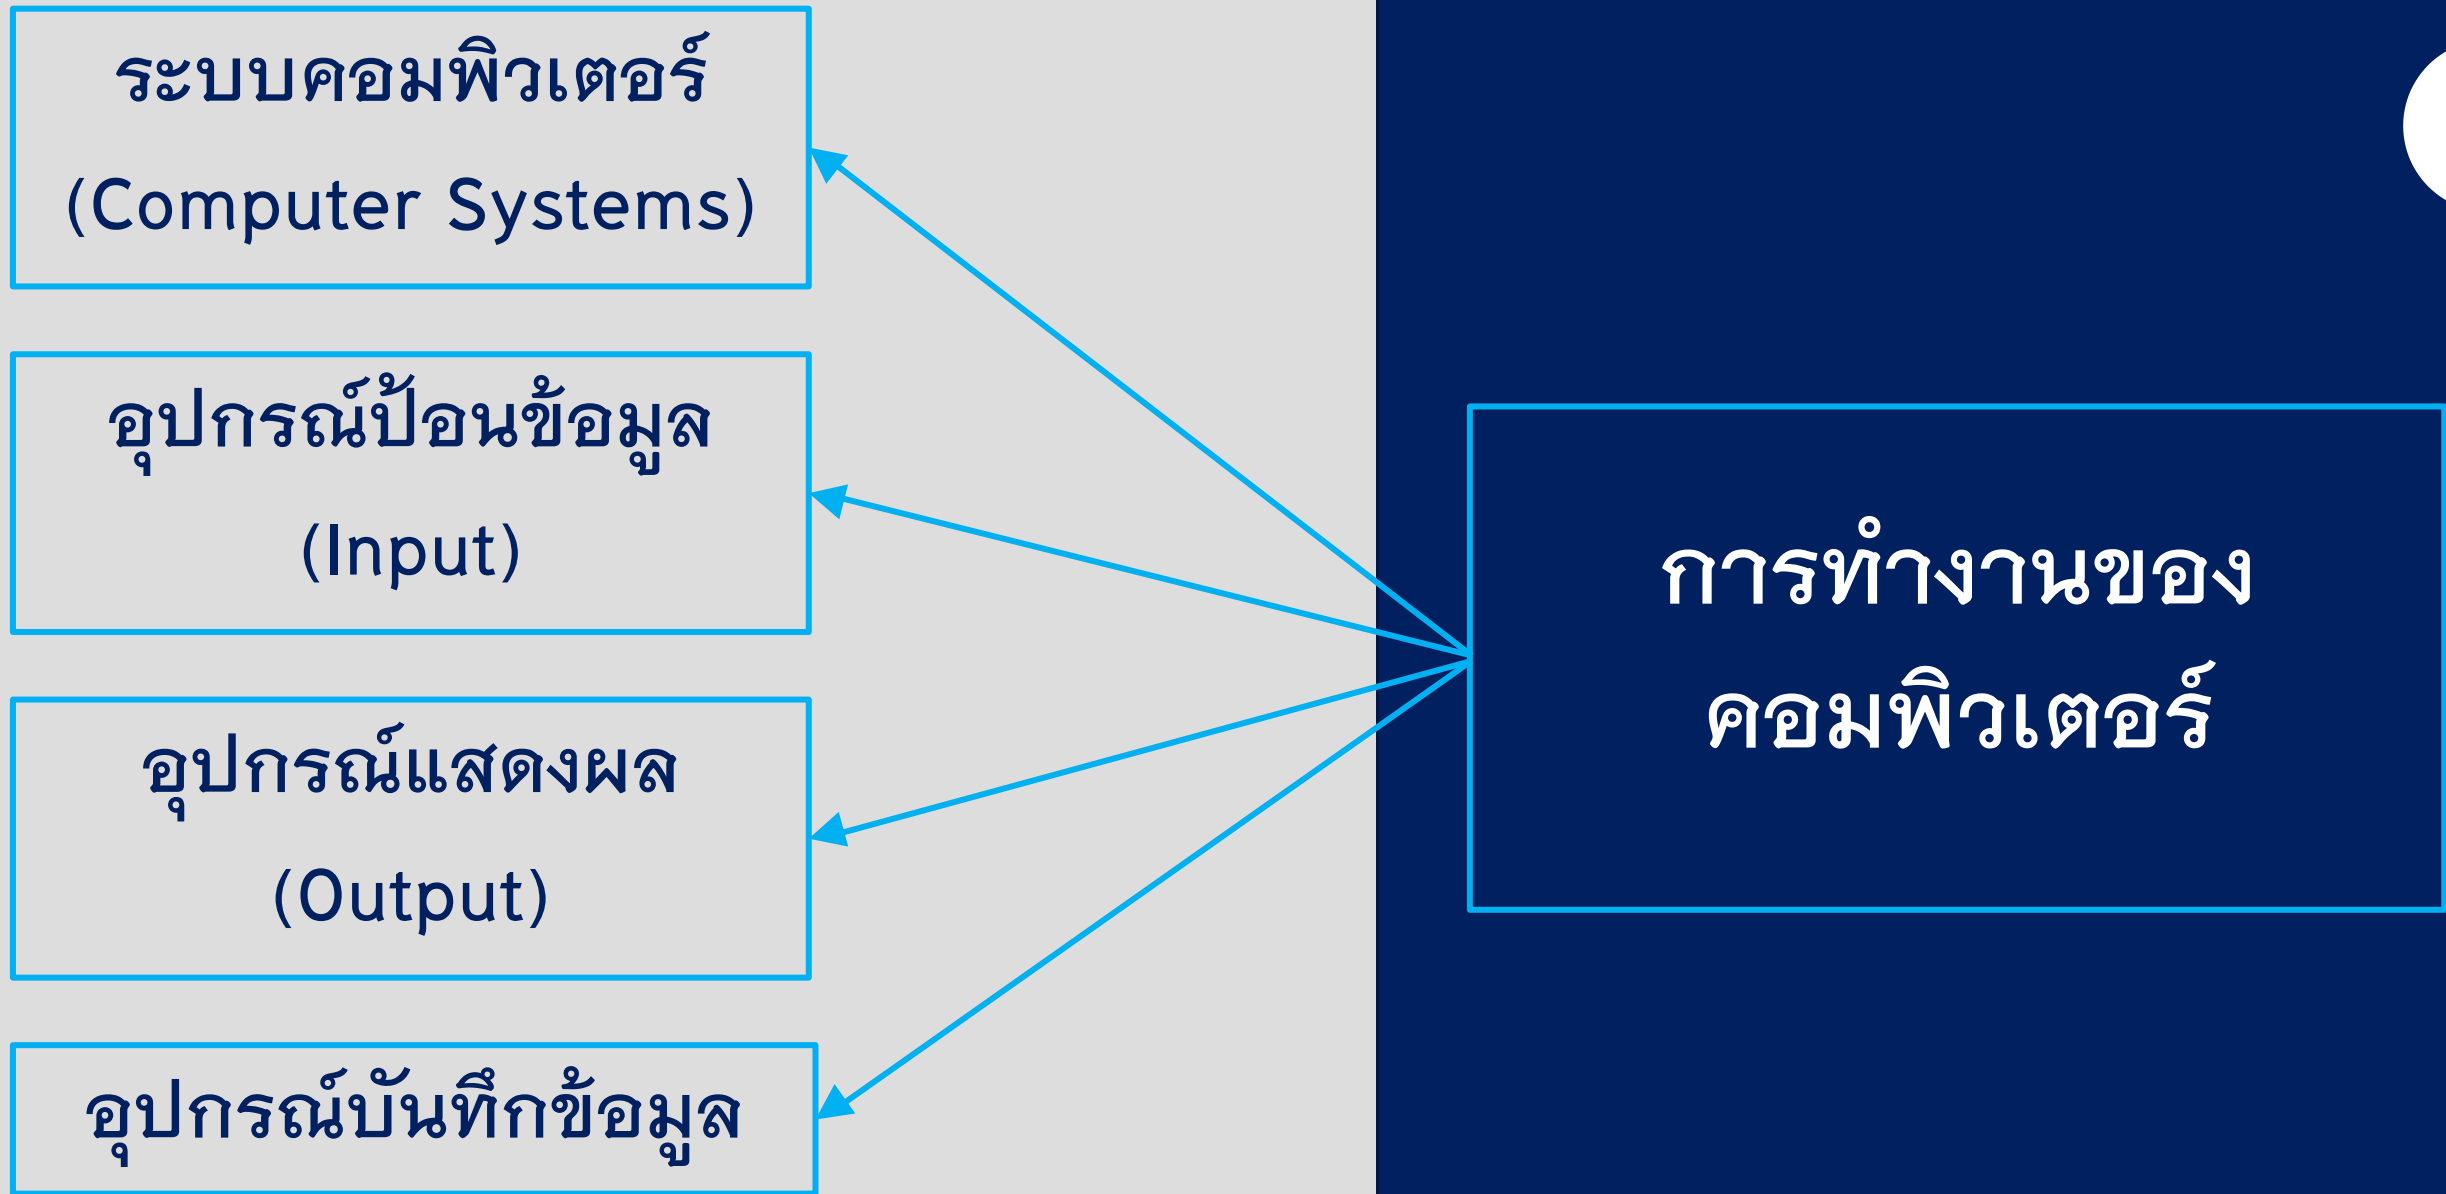 ระบบคอมพิวเตอร์
(Computer Systems)
อุปกรณ์ป้อนข้อมูล
(Input)
อุปกรณ์แสดงผล
(Output)
อุปกรณ์บันทึกข้อมูล
การทำงานของ
คอมพิวเตอร์